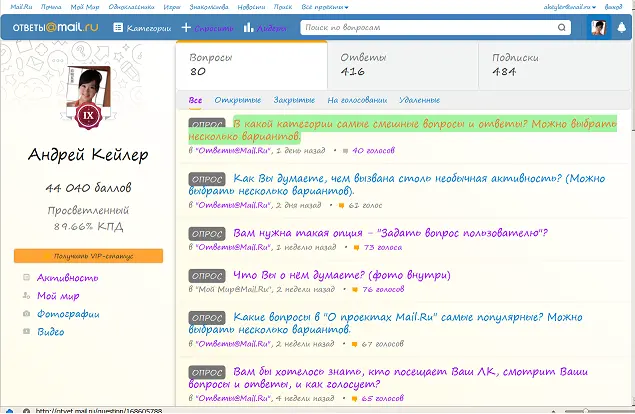 Mail.Ru Почта Мой Мир Одноклассники Игры Знакомства Новости Поиск Все проекты akeyler@mail.ru выход
ответы@mail.ru Категории Спросить Лидеры Поиск по вопросам
Вопросы Ответы Подписки
80 416 484
Все Открытые Закрытые На голосовании Удаленные
IX
Андрей Кейлер
44 040 баллов
Просветленный
89.66% КПД
Получить VIP-статус
Активность
Мой мир
Фотографии
Видео
ОПРОС В какой категории самые смешные вопросы и ответы? Можно выбрать
несколько вариантов.
в "Ответы@Mail.Ru", 1 день назад • 40 голосов
ОПРОС Как Вы думаете, чем вызвана столь необычная активность? (Можно
выбрать несколько вариантов).
в "Ответы@Mail.Ru", 2 дня назад • 61 голос
ОПРОС Вам нужна такая опция - "Задать вопрос пользователю"?
в "Ответы@Mail.Ru", 1 неделю назад • 73 голоса
ОПРОС Что Вы о нём думаете? (фото внутри)
в "Мой Мир@Mail.Ru", 2 недели назад • 76 голосов
ОПРОС Какие вопросы в "О проектах Mail.Ru" самые популярные? Можно
выбрать несколько вариантов.
в "Ответы@Mail.Ru", 2 недели назад • 67 голосов
ОПРОС Вам бы хотелось знать, кто посещает Ваш ЛК, смотрит Ваши
вопросы и ответы, и как голосует?
в "Ответы@Mail.Ru", 4 недели назад • 65 голосов
http://otvet.mail.ru/question/168605788